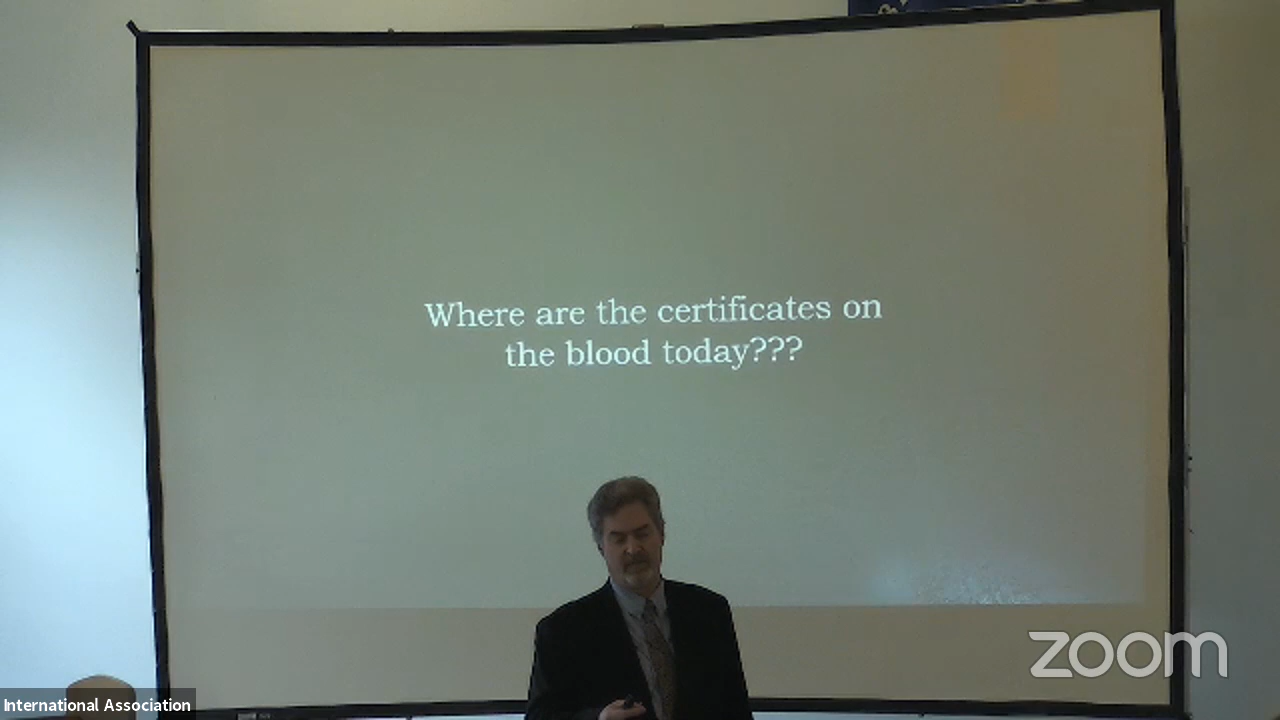 Where are the certificates on
the blood today???
zoom
International Association